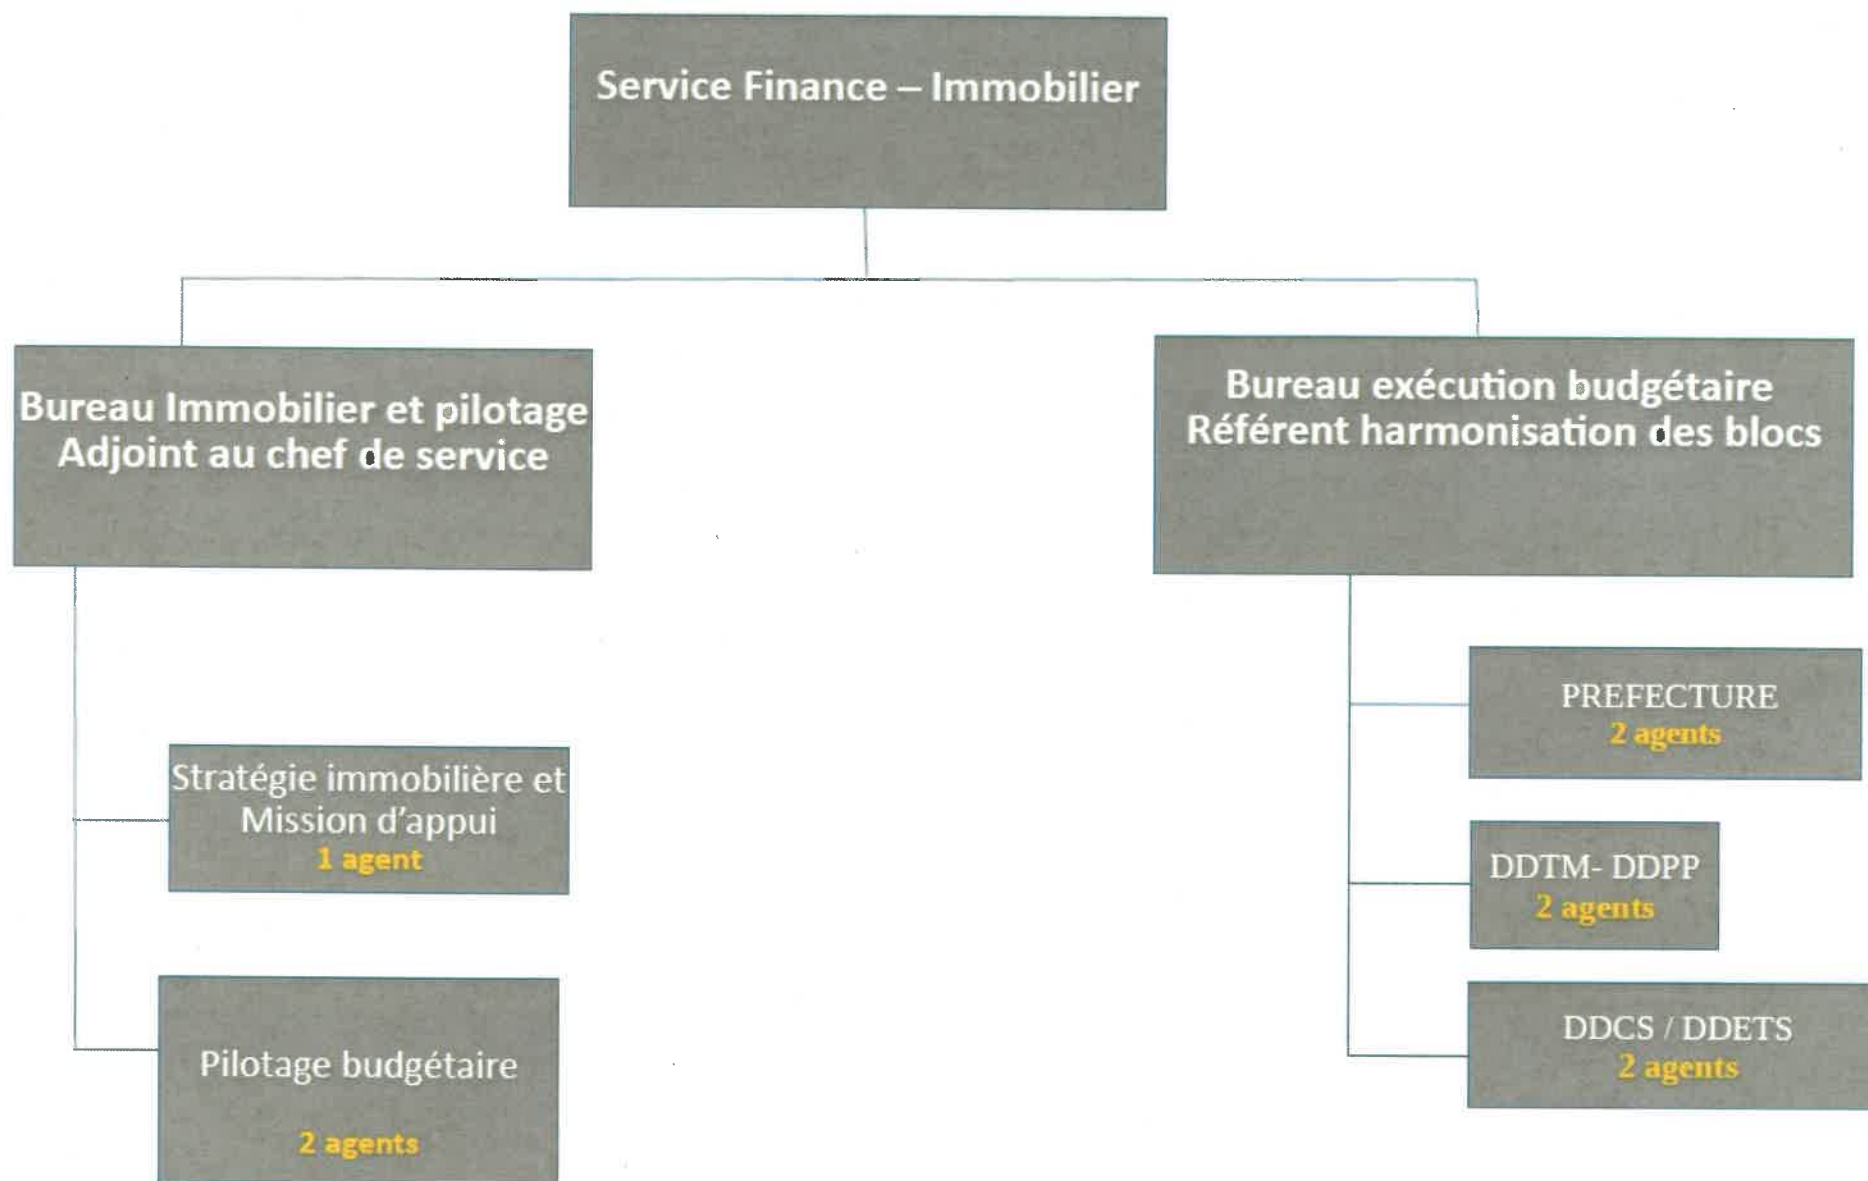 Service Finance – Immobilier
Bureau Immobilier et pilotage
Adjoint au chef de service
Bureau exécution budgétaire
Référent harmonisation des blocs
Stratégie immobilière et
Mission d'appui
1 agent
Pilotage budgétaire
2 agents
PREFECTURE
2 agents
DDTM- DDPP
2 agents
DDCS / DDETS
2 agents